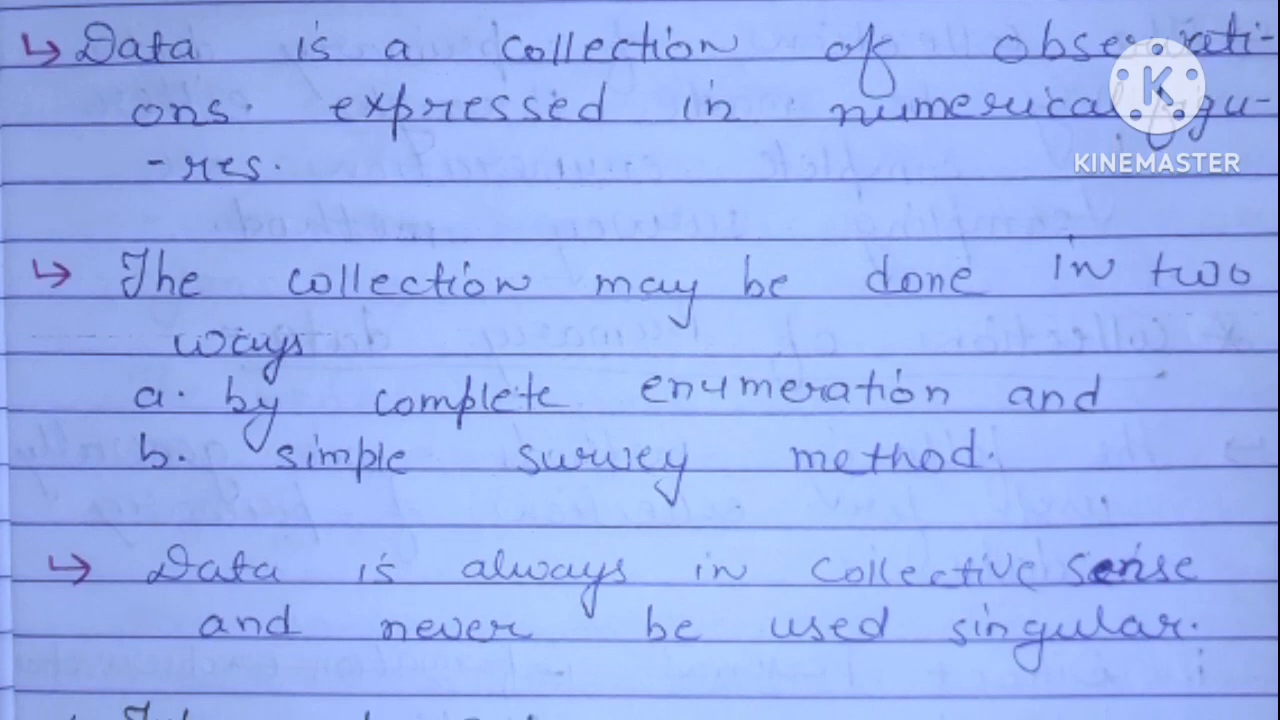 ↳ Data is a collection of observati-
ons. expressed in numerical figu-
-res.
KINEMASTER
↳ The collection may be done in two
ways
a. by complete enumeration and
b. simple survey method.
↳ Data is always in collective sense
and never be used singular.